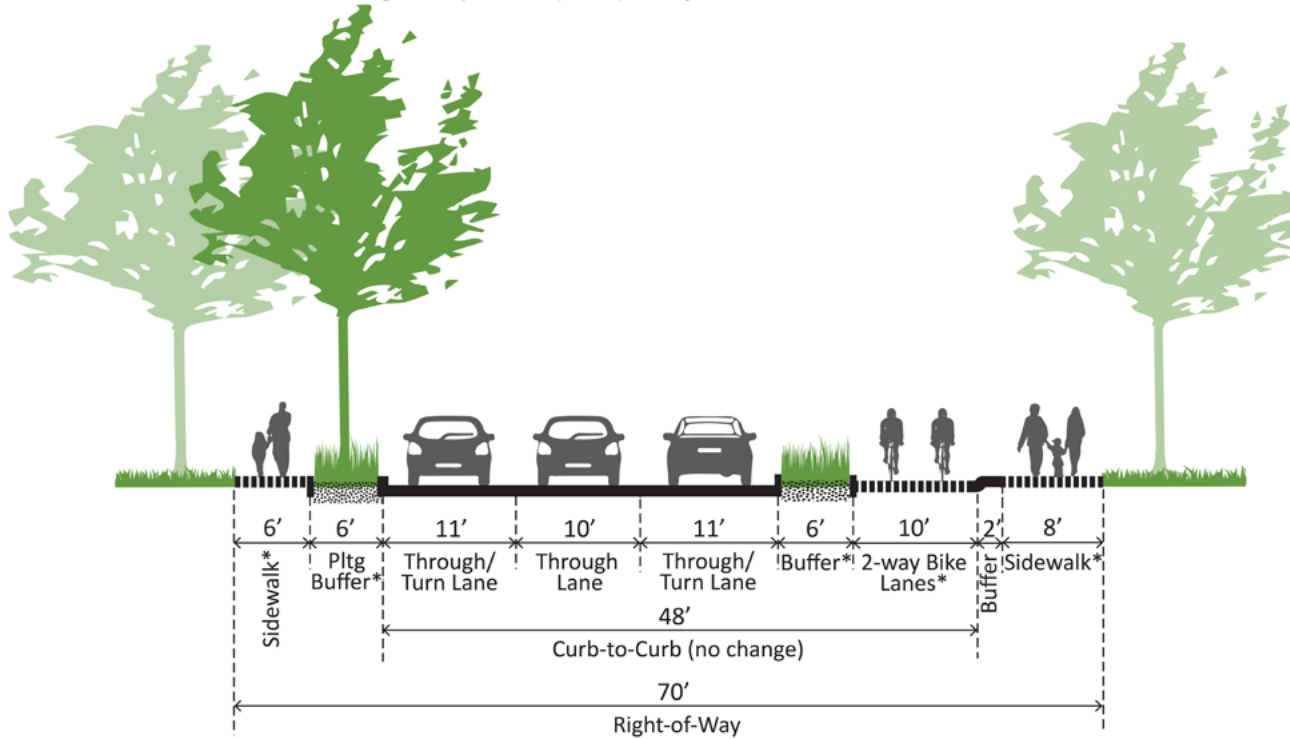 6’ 6’ 11’ 10’ 11’ 6’ 10’ 2’ 8’
Sidewalk*
Pltg
Buffer*
Through/
Turn Lane
Through
Lane
Through/
Turn Lane
Buffer*
2-way Bike
Lanes*
Buffer
Sidewalk*
48’
Curb-to-Curb (no change)
70’
Right-of-Way